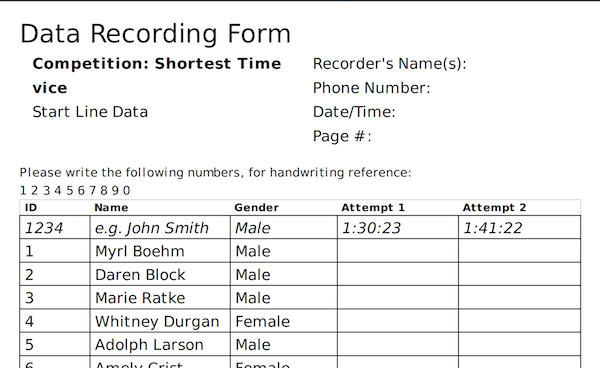 Data Recording Form
Competition: Shortest Time
vice
Start Line Data
Recorder's Name(s):
Phone Number:
Date/Time:
Page #:
Please write the following numbers, for handwriting reference:
1 2 3 4 5 6 7 8 9 0
ID Name Gender Attempt 1 Attempt 2
1234 e.g. John Smith Male 1:30:23 1:41:22
1 Myrl Boehm Male
2 Daren Block Male
3 Marie Ratke Male
4 Whitney Durgan Female
5 Adolph Larson Male
6 Amely Crist Female